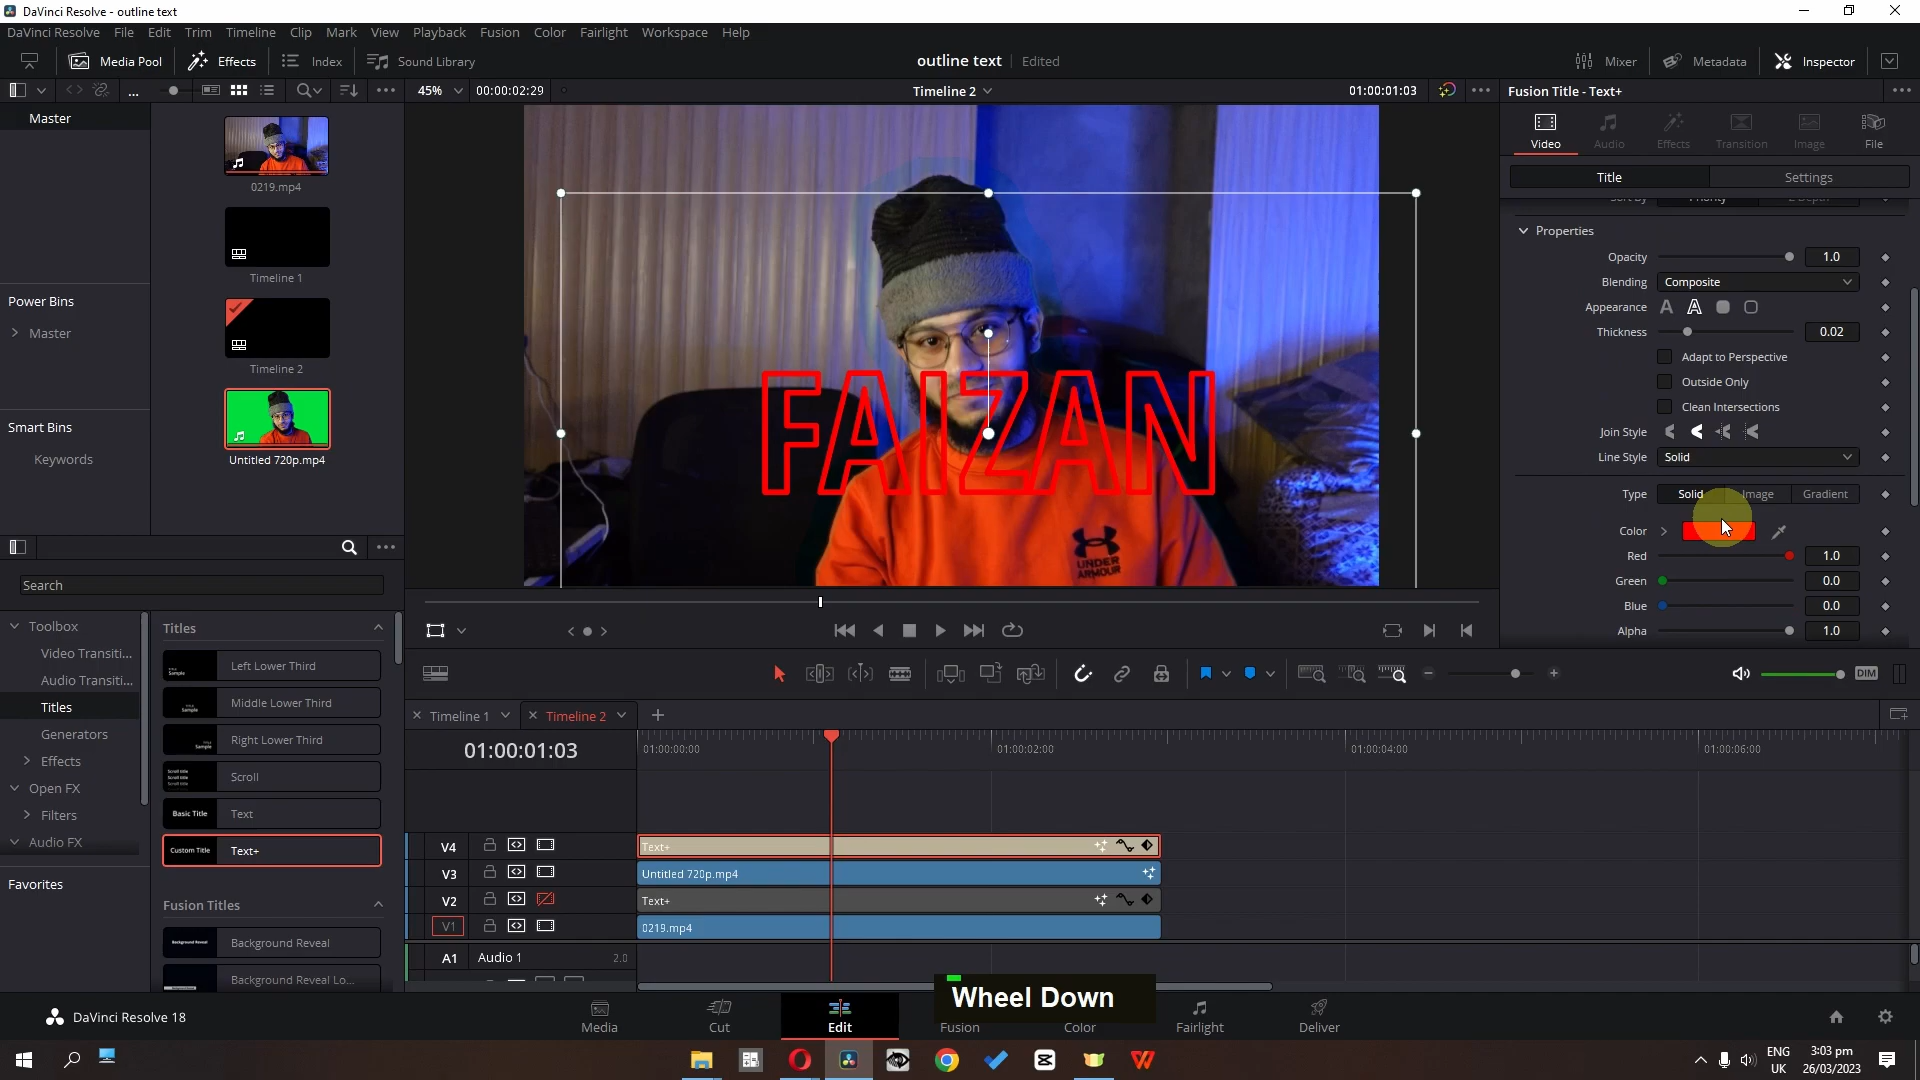 DaVinci Resolve - outline text
DaVinci Resolve File Edit Trim Timeline Clip Mark View Playback Fusion Color Fairlight Workspace Help
Media Pool Effects Index Sound Library outline text Edited Mixer Metadata Inspector
45% 00:00:02:29 Timeline 2 01:00:01:03 Fusion Title - Text+
Master
0219.mp4
Timeline 1
Power Bins
Master
Timeline 2
Smart Bins
Keywords
Untitled 720p.mp4
FAIZAN
UNDER ARMOUR
Video Audio Effects Transition Image File
Title Settings
Properties
Opacity 1.0
Blending Composite
Appearance
Thickness 0.02
Adapt to Perspective
Outside Only
Clean Intersections
Join Style
Line Style Solid
Type Solid Image Gradient
Color
Red 1.0
Green 0.0
Blue 0.0
Alpha 1.0
Search
Toolbox
Video Transiti...
Audio Transiti...
Titles
Generators
Effects
Open FX
Filters
Audio FX
Favorites
Titles
Left Lower Third
Middle Lower Third
Right Lower Third
Scroll
Basic Title Text
Custom Title Text+
Fusion Titles
Background Reveal Background Reveal
Background Reveal Lo...
DIM
Timeline 1 Timeline 2
01:00:01:03 01:00:00:00 01:00:02:00 01:00:04:00 01:00:06:00
V4 Text+
V3 Untitled 720p.mp4
V2 Text+
V1 0219.mp4
A1 Audio 1 2.0
Wheel Down
DaVinci Resolve 18 Media Cut Edit Fusion Color Fairlight Deliver
ENG
UK
3:03 pm
26/03/2023